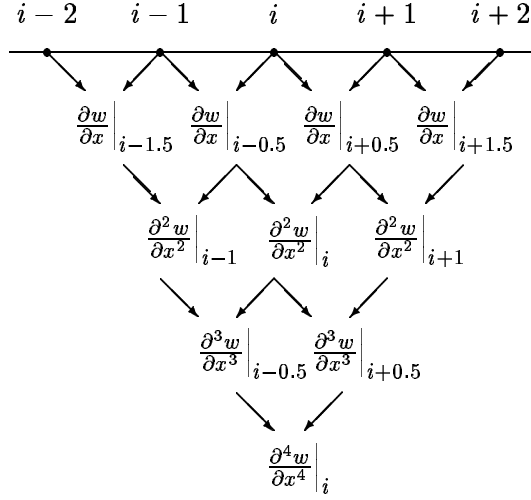 i − 2 i − 1 i i + 1 i + 2
∂w/∂x|i−1.5 ∂w/∂x|i−0.5 ∂w/∂x|i+0.5 ∂w/∂x|i+1.5
∂²w/∂x²|i−1 ∂²w/∂x²|i ∂²w/∂x²|i+1
∂³w/∂x³|i−0.5 ∂³w/∂x³|i+0.5
∂⁴w/∂x⁴|i